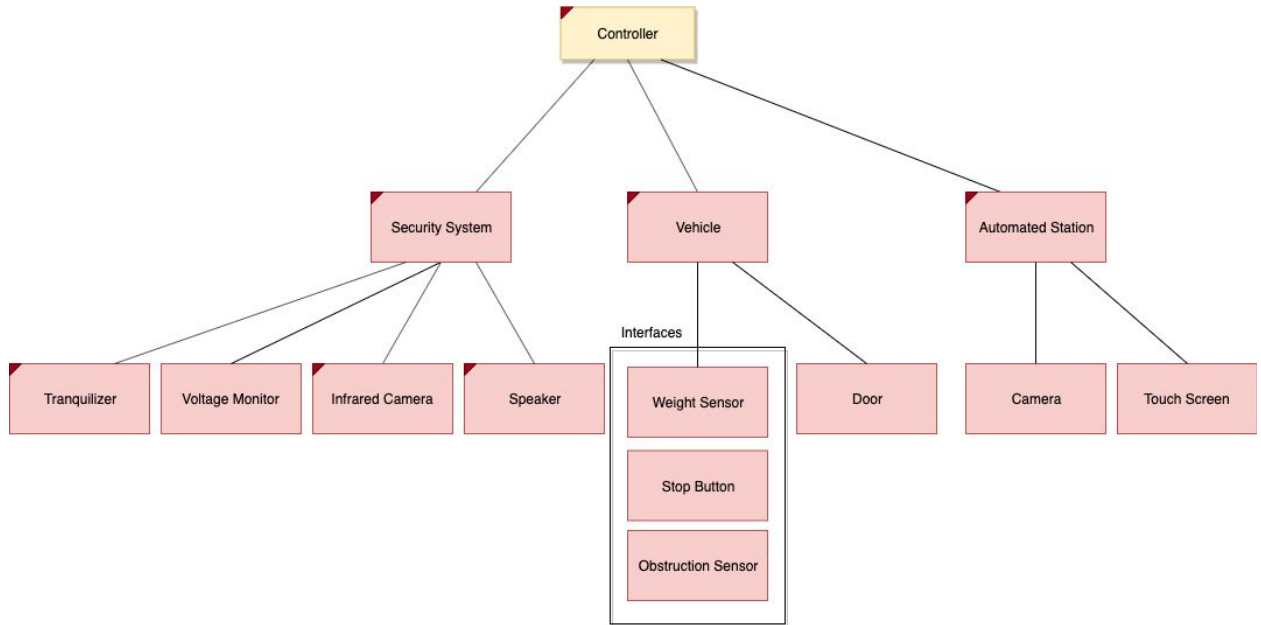 Controller
Security System
Vehicle
Automated Station
Interfaces
Tranquilizer
Voltage Monitor
Infrared Camera
Speaker
Weight Sensor
Door
Camera
Touch Screen
Stop Button
Obstruction Sensor